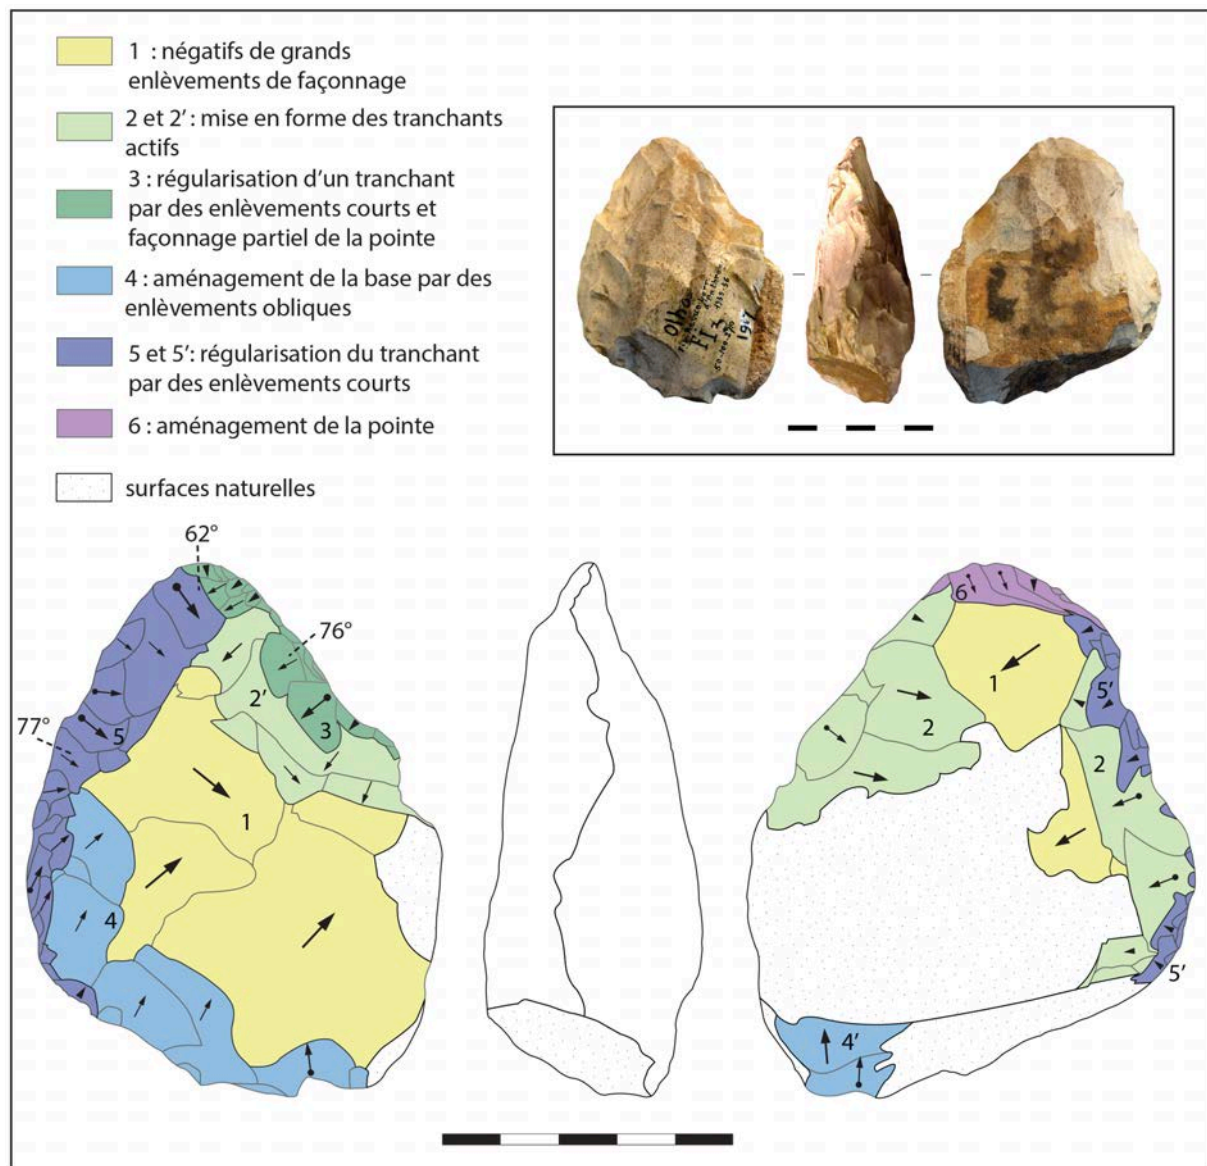 1 : négatifs de grands
enlèvements de façonnage
2 et 2’ : mise en forme des tranchants
actifs
3 : régularisation d’un tranchant
par des enlèvements courts et
façonnage partiel de la pointe
4 : aménagement de la base par des
enlèvements obliques
5 et 5’: régularisation du tranchant
par des enlèvements courts
6 : aménagement de la pointe
surfaces naturelles
1967
62°
76°
77°
2’
3
5
1
4
6
1
5’
2
2
5’
4’